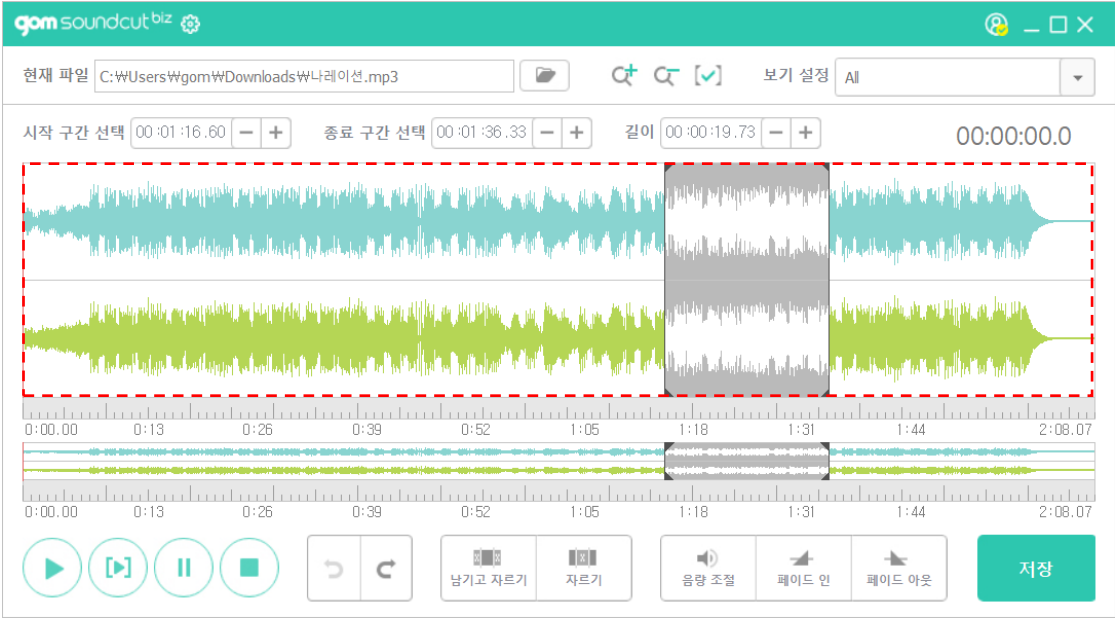 gom soundcut biz
현재 파일 C:₩Users₩gom₩Downloads₩나레이션.mp3 보기 설정 All
시작 구간 선택 00:01:16.60 − + 종료 구간 선택 00:01:36.33 − + 길이 00:00:19.73 − + 00:00:00.0
0:00.00 0:13 0:26 0:39 0:52 1:05 1:18 1:31 1:44 2:08.07
0:00.00 0:13 0:26 0:39 0:52 1:05 1:18 1:31 1:44 2:08.07
남기고 자르기 자르기 음량 조절 페이드 인 페이드 아웃 저장